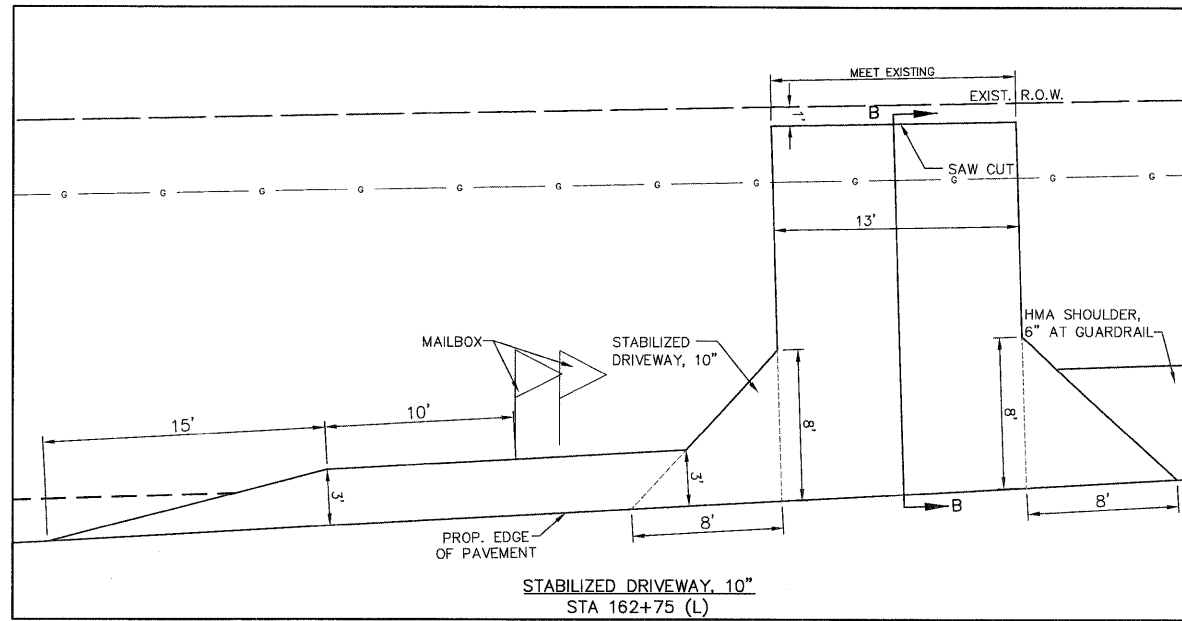 MEET EXISTING
EXIST. R.O.W.
1'
B
SAW CUT
G G G G G G G G G G G G
13'
HMA SHOULDER,
6" AT GUARDRAIL
MAILBOX
STABILIZED
DRIVEWAY, 10"
10'
15'
8'
8'
3'
3'
8'
8'
B
PROP. EDGE
OF PAVEMENT
STABILIZED DRIVEWAY, 10"
STA 162+75 (L)